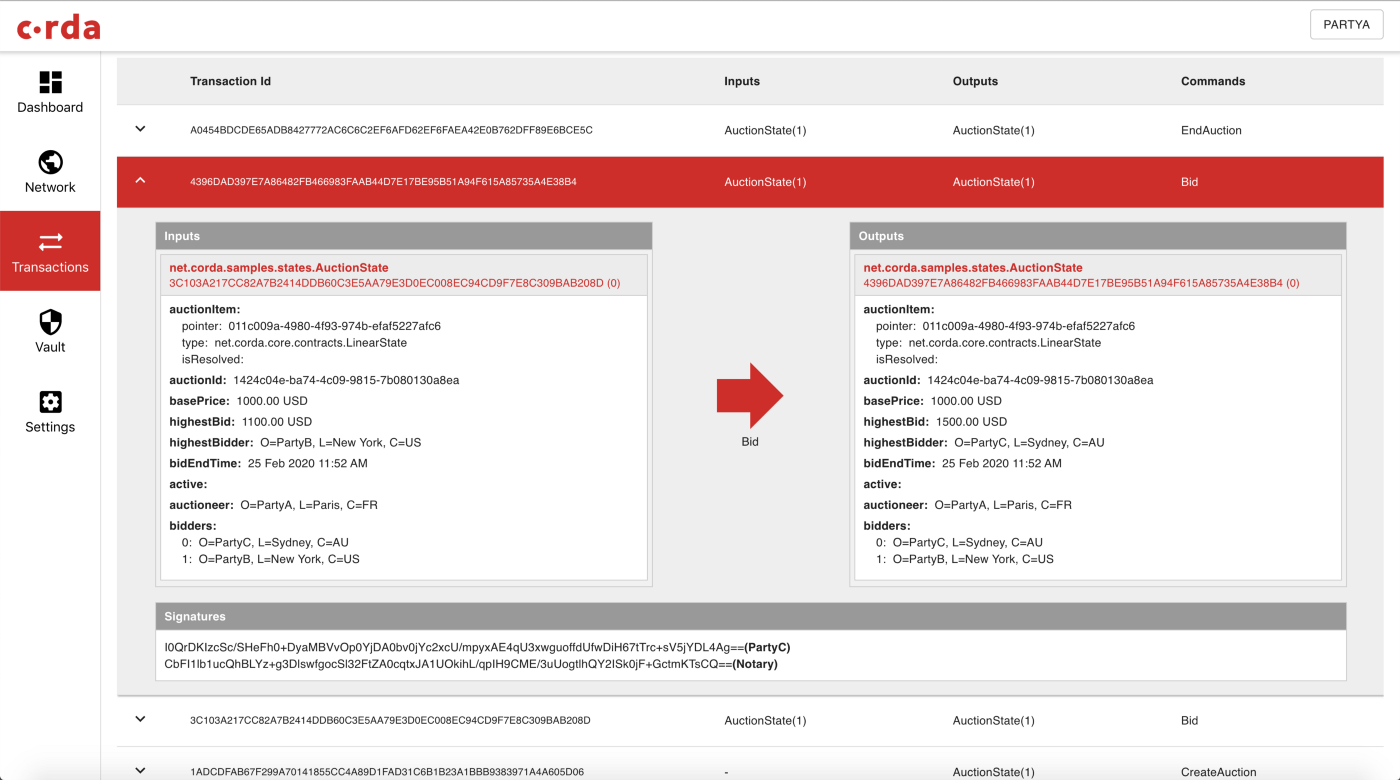 c·rda
PARTYA
Dashboard
Network
Transactions
Vault
Settings
Transaction Id Inputs Outputs Commands
A0454BDCDE65ADB8427772AC6C6C2EF6AFD62EF6FAEA42E0B762DFF89E6BCE5C AuctionState(1) AuctionState(1) EndAuction
4396DAD397E7A86482FB466983FAAB44D7E17BE95B51A94F615A85735A4E38B4 AuctionState(1) AuctionState(1) Bid
Inputs
net.corda.samples.states.AuctionState
3C103A217CC82A7B2414DDB60C3E5AA79E3D0EC008EC94CD9F7E8C309BAB208D (0)
auctionItem:
pointer: 011c009a-4980-4f93-974b-efaf5227afc6
type: net.corda.core.contracts.LinearState
isResolved:
auctionId: 1424c04e-ba74-4c09-9815-7b080130a8ea
basePrice: 1000.00 USD
highestBid: 1100.00 USD
highestBidder: O=PartyB, L=New York, C=US
bidEndTime: 25 Feb 2020 11:52 AM
active:
auctioneer: O=PartyA, L=Paris, C=FR
bidders:
0: O=PartyC, L=Sydney, C=AU
1: O=PartyB, L=New York, C=US
Bid
Outputs
net.corda.samples.states.AuctionState
4396DAD397E7A86482FB466983FAAB44D7E17BE95B51A94F615A85735A4E38B4 (0)
auctionItem:
pointer: 011c009a-4980-4f93-974b-efaf5227afc6
type: net.corda.core.contracts.LinearState
isResolved:
auctionId: 1424c04e-ba74-4c09-9815-7b080130a8ea
basePrice: 1000.00 USD
highestBid: 1500.00 USD
highestBidder: O=PartyC, L=Sydney, C=AU
bidEndTime: 25 Feb 2020 11:52 AM
active:
auctioneer: O=PartyA, L=Paris, C=FR
bidders:
0: O=PartyC, L=Sydney, C=AU
1: O=PartyB, L=New York, C=US
Signatures
I0QrDKIzcSc/SHeFh0+DyaMBVvOp0YjDA0bv0jYc2xcU/mpyxAE4qU3xwguoffdUfwDiH67tTrc+sV5jYDL4Ag==(PartyC)
CbFI1lb1ucQhBLYz+g3DlswfgocSl32FtZA0cqtxJA1UOkihL/qpIH9CME/3uUogtlhQY2ISk0jF+GctmKTsCQ==(Notary)
3C103A217CC82A7B2414DDB60C3E5AA79E3D0EC008EC94CD9F7E8C309BAB208D AuctionState(1) AuctionState(1) Bid
1ADCDFAB67F299A70141855CC4A89D1FAD31C6B1B23A1BBB9383971A4A605D06 - AuctionState(1) CreateAuction